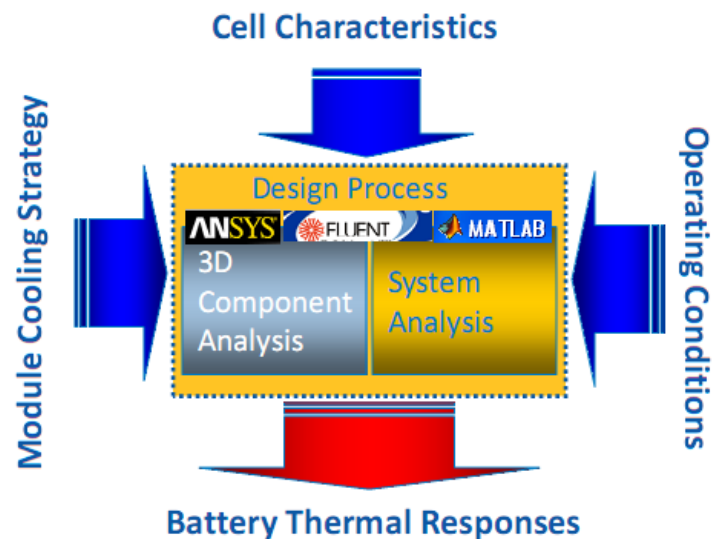 Cell Characteristics
Module Cooling Strategy
Operating Conditions
Design Process
ANSYS
FLUENT
MATLAB
3D
Component
Analysis
System
Analysis
Battery Thermal Responses